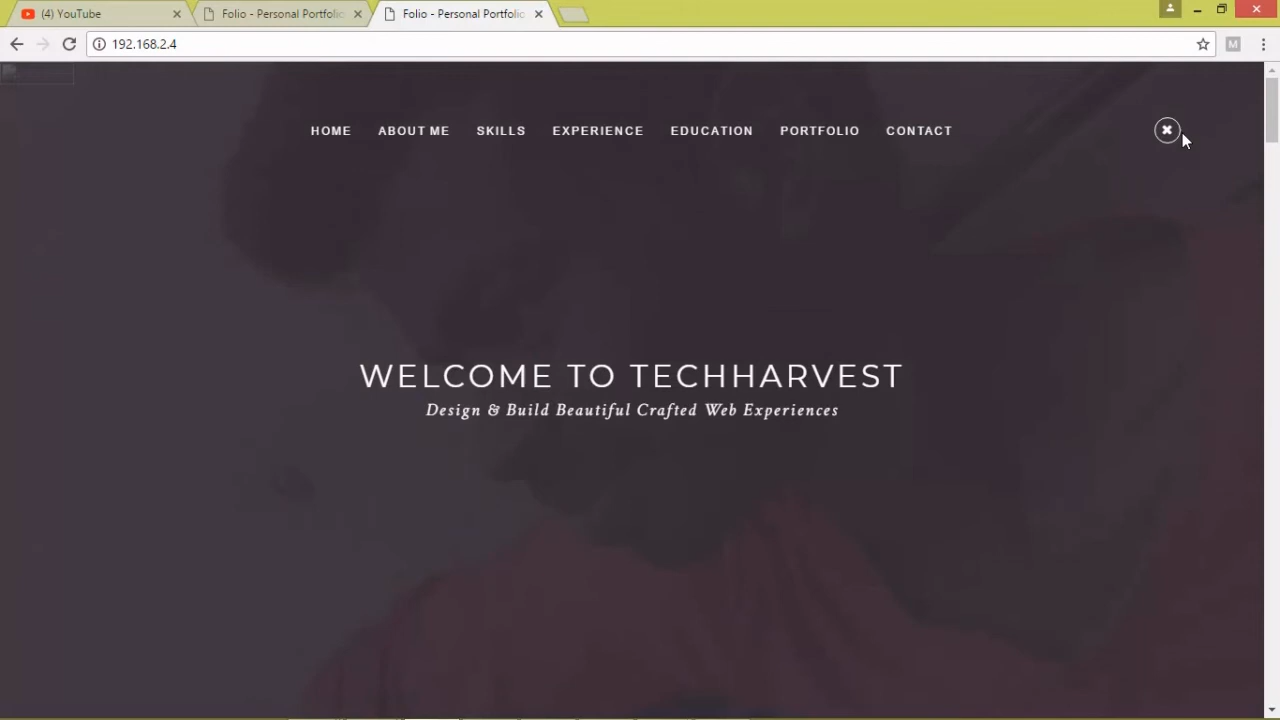 (4) YouTube
Folio - Personal Portfolio
Folio - Personal Portfolio
192.168.2.4
M
HOME ABOUT ME SKILLS EXPERIENCE EDUCATION PORTFOLIO CONTACT
WELCOME TO TECHHARVEST
Design & Build Beautiful Crafted Web Experiences